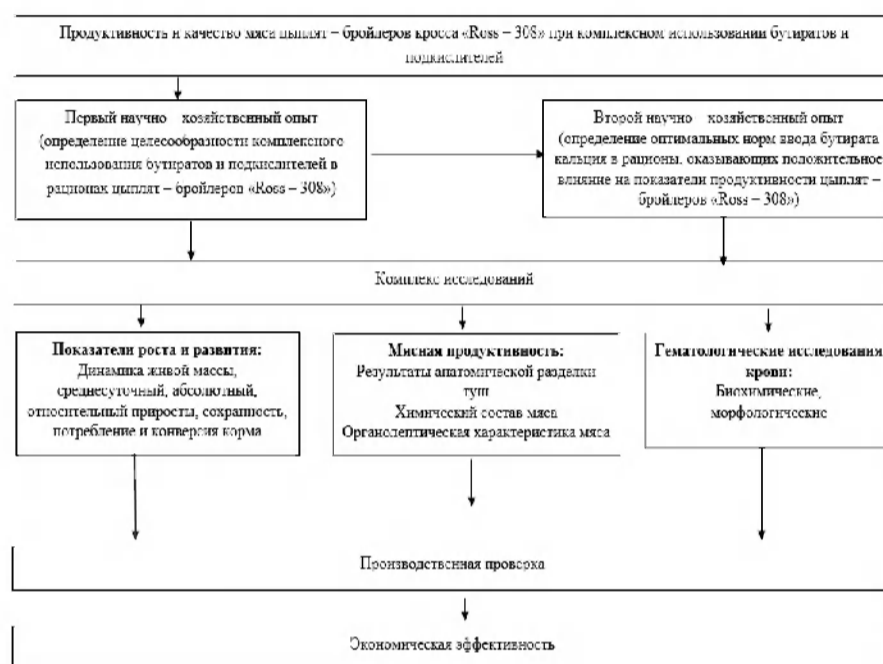 Продуктивность и качество мяса цыплят – бройлеров кросса «Ross – 308» при комплексном использовании бутиратов и
подкислителей
Первый научно – хозяйственный опыт
(определение целесообразности комплексного
использования бутиратов и подкислителей в
рационах цыплят – бройлеров «Ross – 308»)
Второй научно – хозяйственный опыт
(определение оптимальных норм ввода бутирата
кальция в рационы, оказывающих положительное
влияние на показатели продуктивности цыплят –
бройлеров «Ross – 308»)
Комплекс исследований
Показатели роста и развития:
Динамика живой массы,
среднесуточный, абсолютный,
относительный приросты, сохранность,
потребление и конверсия корма
Мясная продуктивность:
Результаты анатомической разделки
туш
Химический состав мяса
Органолептическая характеристика мяса
Гематологические исследования
крови:
Биохимические,
морфологические
Производственная проверка
Экономическая эффективность